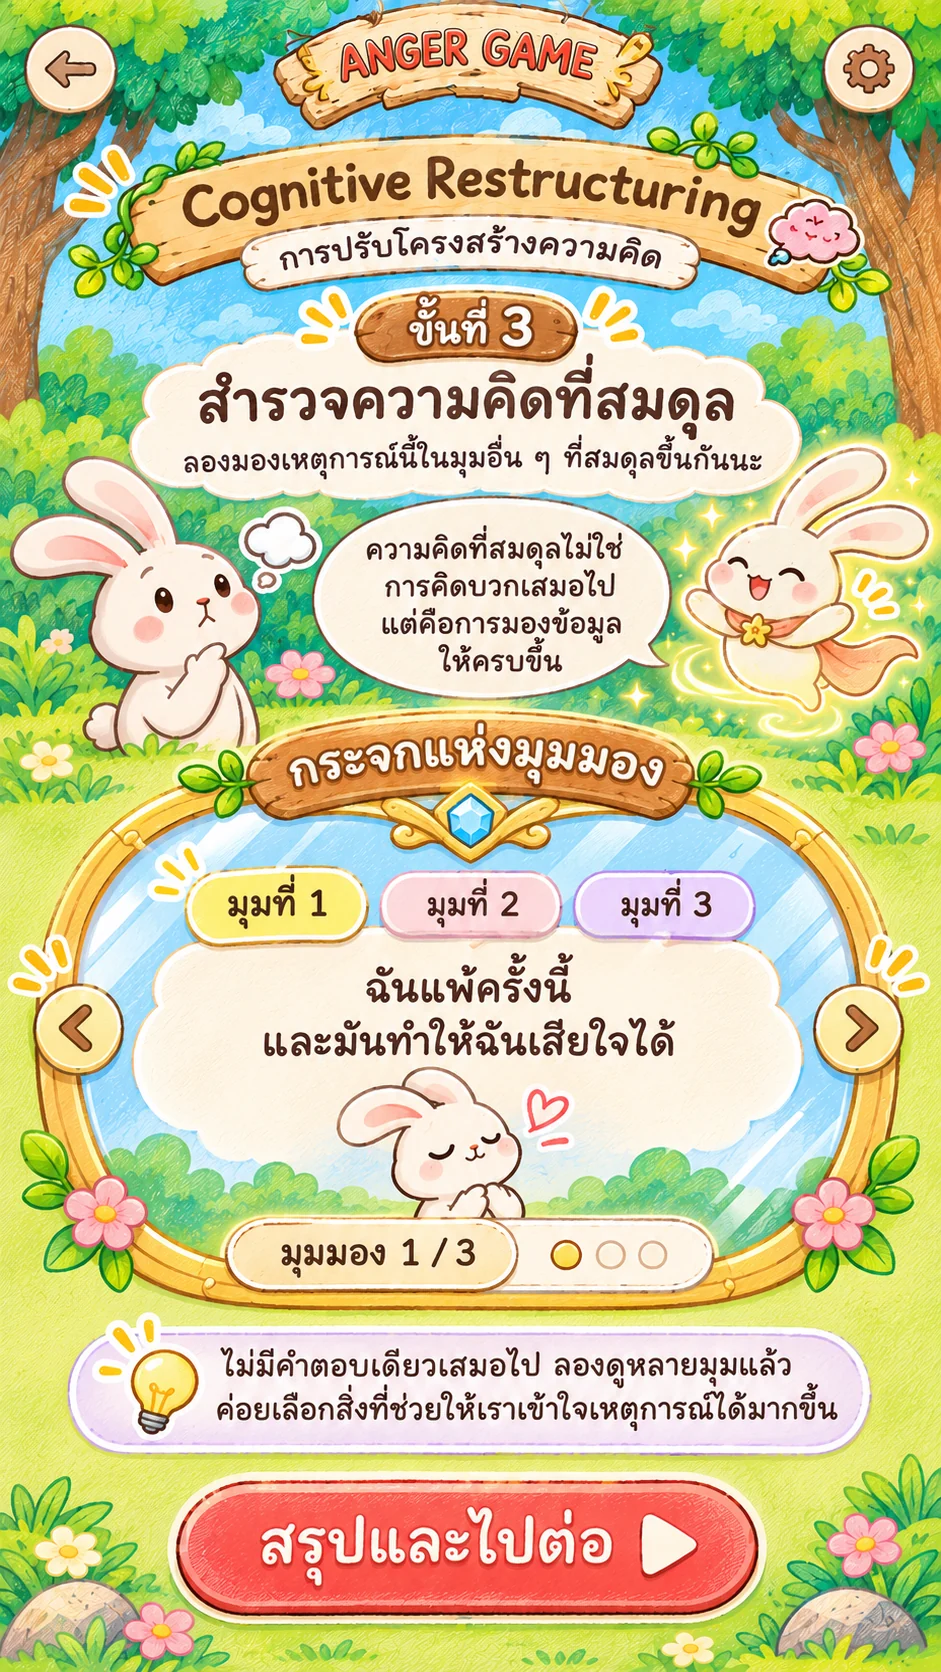 ANGER GAME
Cognitive Restructuring
การปรับโครงสร้างความคิด
ขั้นที่ 3
สำรวจความคิดที่สมดุล
ลองมองเหตุการณ์นี้ในมุมอื่น ๆ ที่สมดุลขึ้นกันนะ
ความคิดที่สมดุลไม่ใช่
การคิดบวกเสมอไป
แต่คือการมองข้อมูล
ให้ครบขึ้น
กระจกแห่งมุมมอง
มุมที่ 1
มุมที่ 2
มุมที่ 3
ฉันแพ้ครั้งนี้
และมันทำให้ฉันเสียใจได้
มุมมอง 1 / 3
ไม่มีคำตอบเดียวเสมอไป ลองดูหลายมุมแล้ว
ค่อยเลือกสิ่งที่ช่วยให้เราเข้าใจเหตุการณ์ได้มากขึ้น
สรุปและไปต่อ